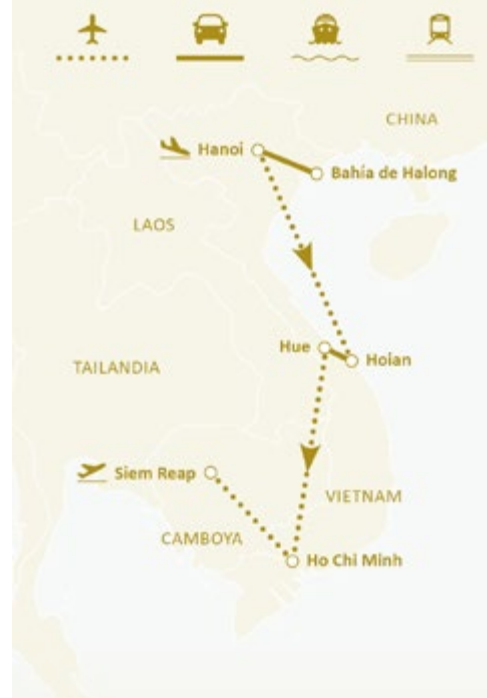 CHINA
Hanoi
Bahía de Halong
LAOS
Hue
Hoian
TAILANDIA
Siem Reap
VIETNAM
CAMBOYA
Ho Chi Minh